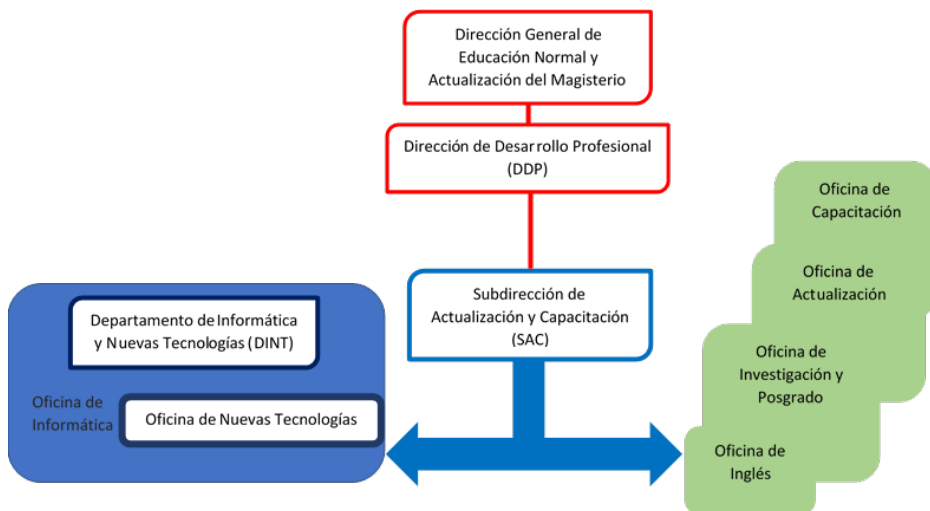 Dirección General de
Educación Normal y
Actualización del Magisterio
Dirección de Desarrollo Profesional
(DDP)
Oficina de
Capacitación
Oficina de
Actualización
Subdirección de
Actualización y Capacitación
(SAC)
Departamento de Informática
y Nuevas Tecnologías (DINT)
Oficina de
Informática
Oficina de Nuevas Tecnologías
Oficina de
Investigación y
Posgrado
Oficina de
Inglés